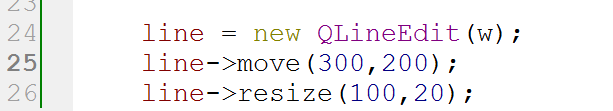 23
24 line = new QLineEdit(w);
25 line->move(300,200);
26 line->resize(100,20);